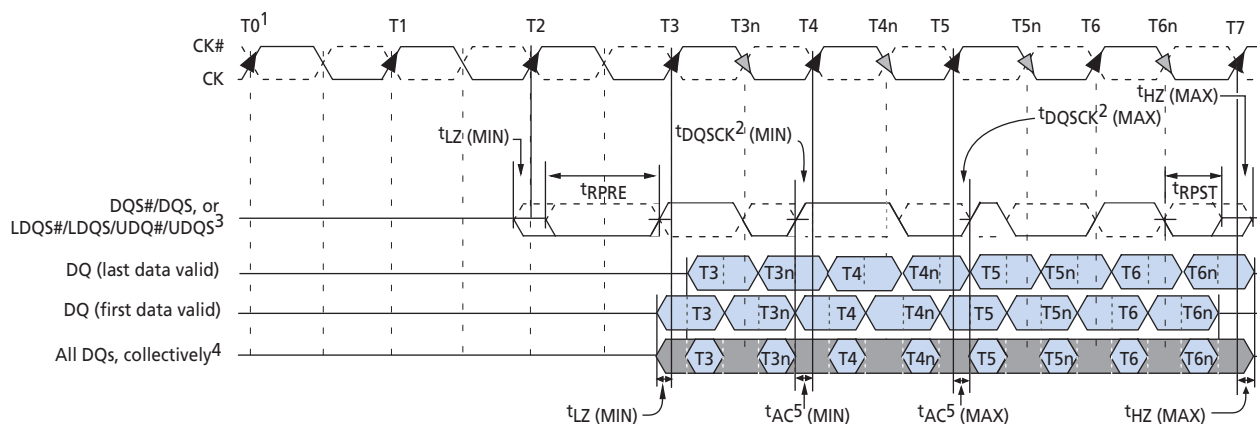 T0¹ T1 T2 T3 T3n T4 T4n T5 T5n T6 T6n T7
CK#
CK
tHZ (MAX)
tLZ (MIN)
tDQSCK² (MIN)
tDQSCK² (MAX)
tRPRE
tRPST
DQS#/DQS, or
LDQS#/LDQS/UDQ#/UDQS³
DQ (last data valid) T3 T3n T4 T4n T5 T5n T6 T6n
DQ (first data valid) T3 T3n T4 T4n T5 T5n T6 T6n
All DQs, collectively⁴ T3 T3n T4 T4n T5 T5n T6 T6n
tLZ (MIN) tAC⁵ (MIN) tAC⁵ (MAX) tHZ (MAX)